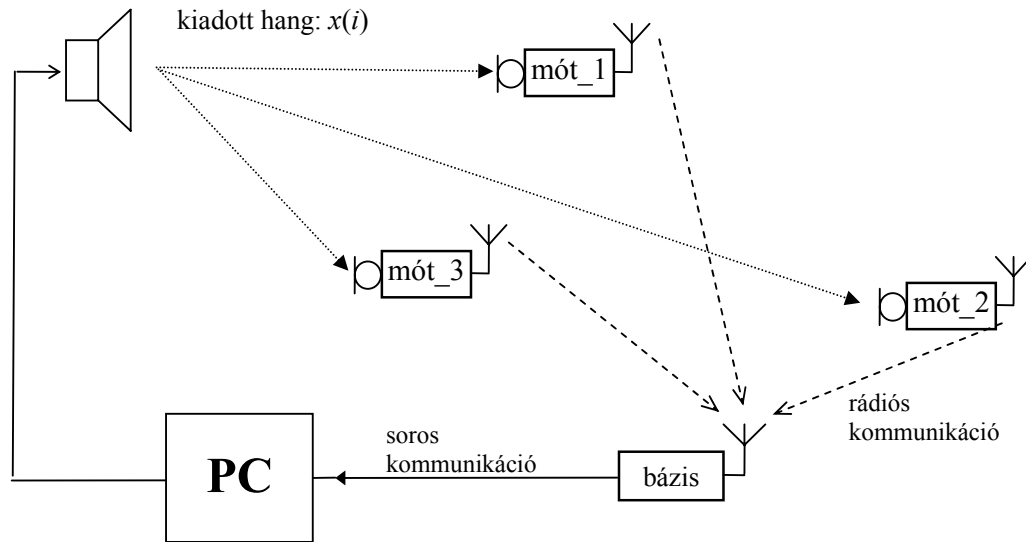 kiadott hang: x(i)
mót_1
mót_3
mót_2
rádiós
kommunikáció
soros
kommunikáció
PC
bázis